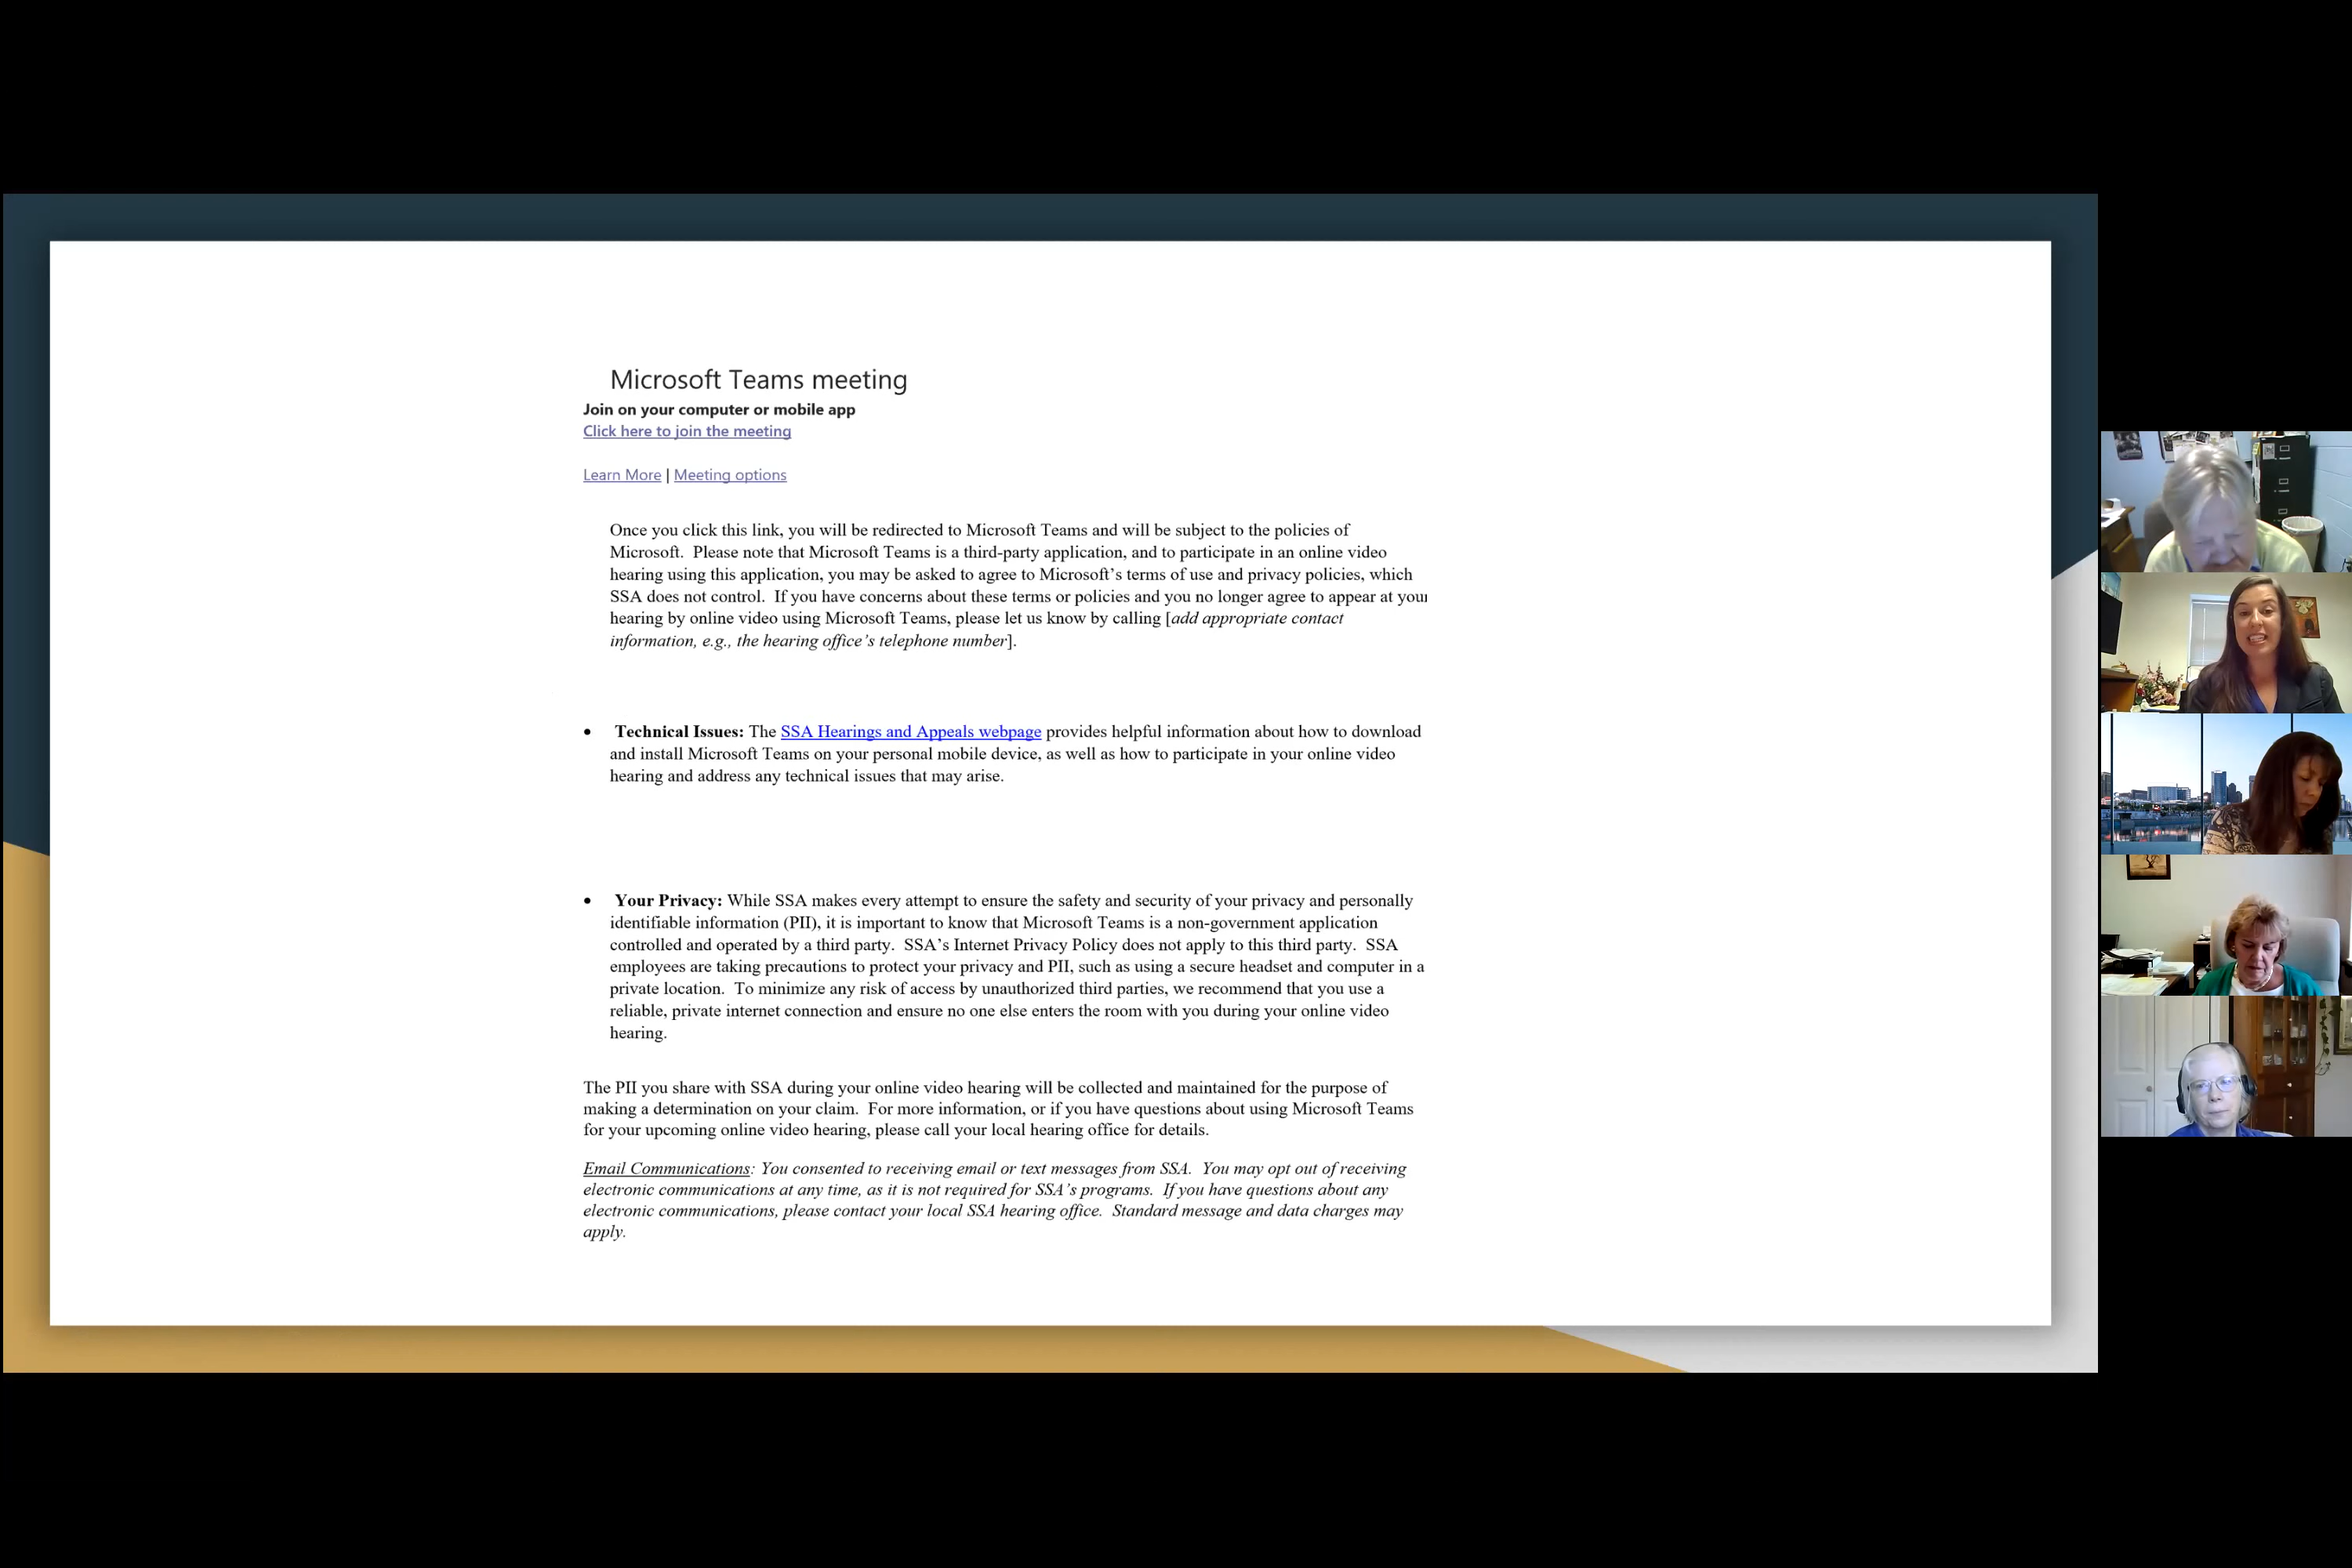 Microsoft Teams meeting
Join on your computer or mobile app
Click here to join the meeting
Learn More | Meeting options
Once you click this link, you will be redirected to Microsoft Teams and will be subject to the policies of
Microsoft.  Please note that Microsoft Teams is a third-party application, and to participate in an online video
hearing using this application, you may be asked to agree to Microsoft's terms of use and privacy policies, which
SSA does not control.  If you have concerns about these terms or policies and you no longer agree to appear at your
hearing by online video using Microsoft Teams, please let us know by calling [add appropriate contact
information, e.g., the hearing office's telephone number].
• Technical Issues: The SSA Hearings and Appeals webpage provides helpful information about how to download
and install Microsoft Teams on your personal mobile device, as well as how to participate in your online video
hearing and address any technical issues that may arise.
• Your Privacy: While SSA makes every attempt to ensure the safety and security of your privacy and personally
identifiable information (PII), it is important to know that Microsoft Teams is a non-government application
controlled and operated by a third party.  SSA's Internet Privacy Policy does not apply to this third party.  SSA
employees are taking precautions to protect your privacy and PII, such as using a secure headset and computer in a
private location.  To minimize any risk of access by unauthorized third parties, we recommend that you use a
reliable, private internet connection and ensure no one else enters the room with you during your online video
hearing.
The PII you share with SSA during your online video hearing will be collected and maintained for the purpose of
making a determination on your claim.  For more information, or if you have questions about using Microsoft Teams
for your upcoming online video hearing, please call your local hearing office for details.
Email Communications: You consented to receiving email or text messages from SSA.  You may opt out of receiving
electronic communications at any time, as it is not required for SSA's programs.  If you have questions about any
electronic communications, please contact your local SSA hearing office.  Standard message and data charges may
apply.